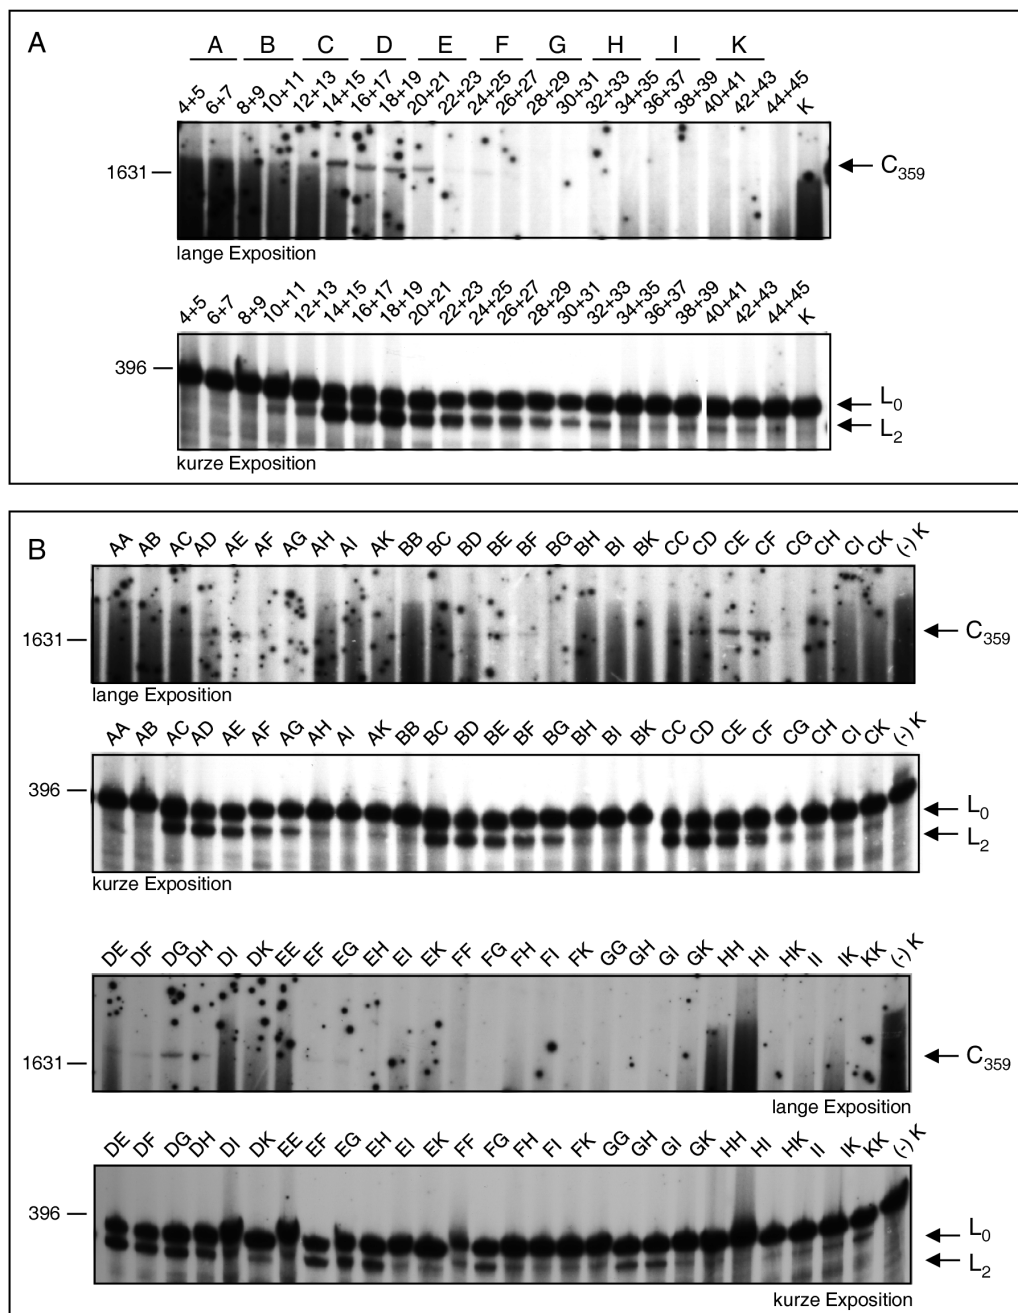 A
A B C D E F G H I K
4+5 6+7 8+9 10+11 12+13 14+15 16+17 18+19 20+21 22+23 24+25 26+27 28+29 30+31 32+33 34+35 36+37 38+39 40+41 42+43 44+45 K
1631 C359
lange Exposition
4+5 6+7 8+9 10+11 12+13 14+15 16+17 18+19 20+21 22+23 24+25 26+27 28+29 30+31 32+33 34+35 36+37 38+39 40+41 42+43 44+45 K
396
L0
L2
kurze Exposition
B
AA AB AC AD AE AF AG AH AI AK BB BC BD BE BF BG BH BI BK CC CD CE CF CG CH CI CK (-) K
1631 C359
lange Exposition
AA AB AC AD AE AF AG AH AI AK BB BC BD BE BF BG BH BI BK CC CD CE CF CG CH CI CK (-) K
396
L0
L2
kurze Exposition
DE DF DG DH DI DK EE EF EG EH EI EK FF FG FH FI FK GG GH GI GK HH HI HK II IK KK (-) K
1631 C359
lange Exposition
DE DF DG DH DI DK EE EF EG EH EI EK FF FG FH FI FK GG GH GI GK HH HI HK II IK KK (-) K
396
L0
L2
kurze Exposition